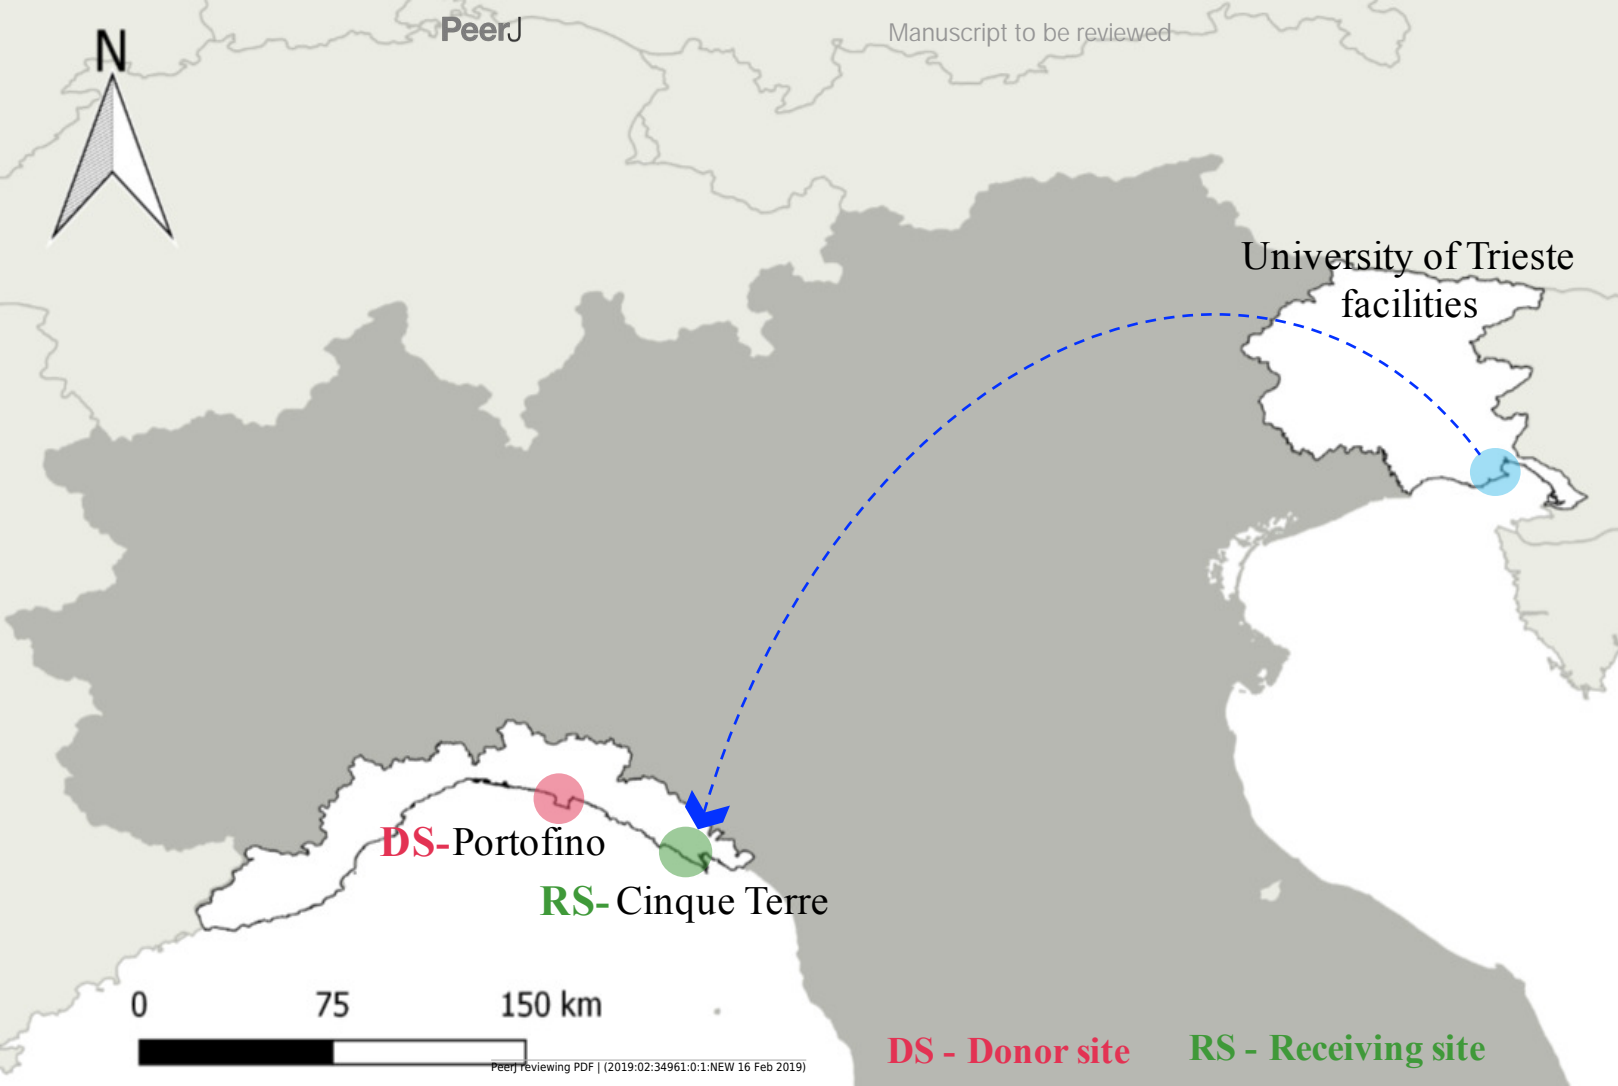 PeerJ
Manuscript to be reviewed
N
University of Trieste
facilities
DS-Portofino
RS- Cinque Terre
0 75 150 km
DS - Donor site
RS - Receiving site
PeerJ reviewing PDF | (2019:02:34961:0:1:NEW 16 Feb 2019)